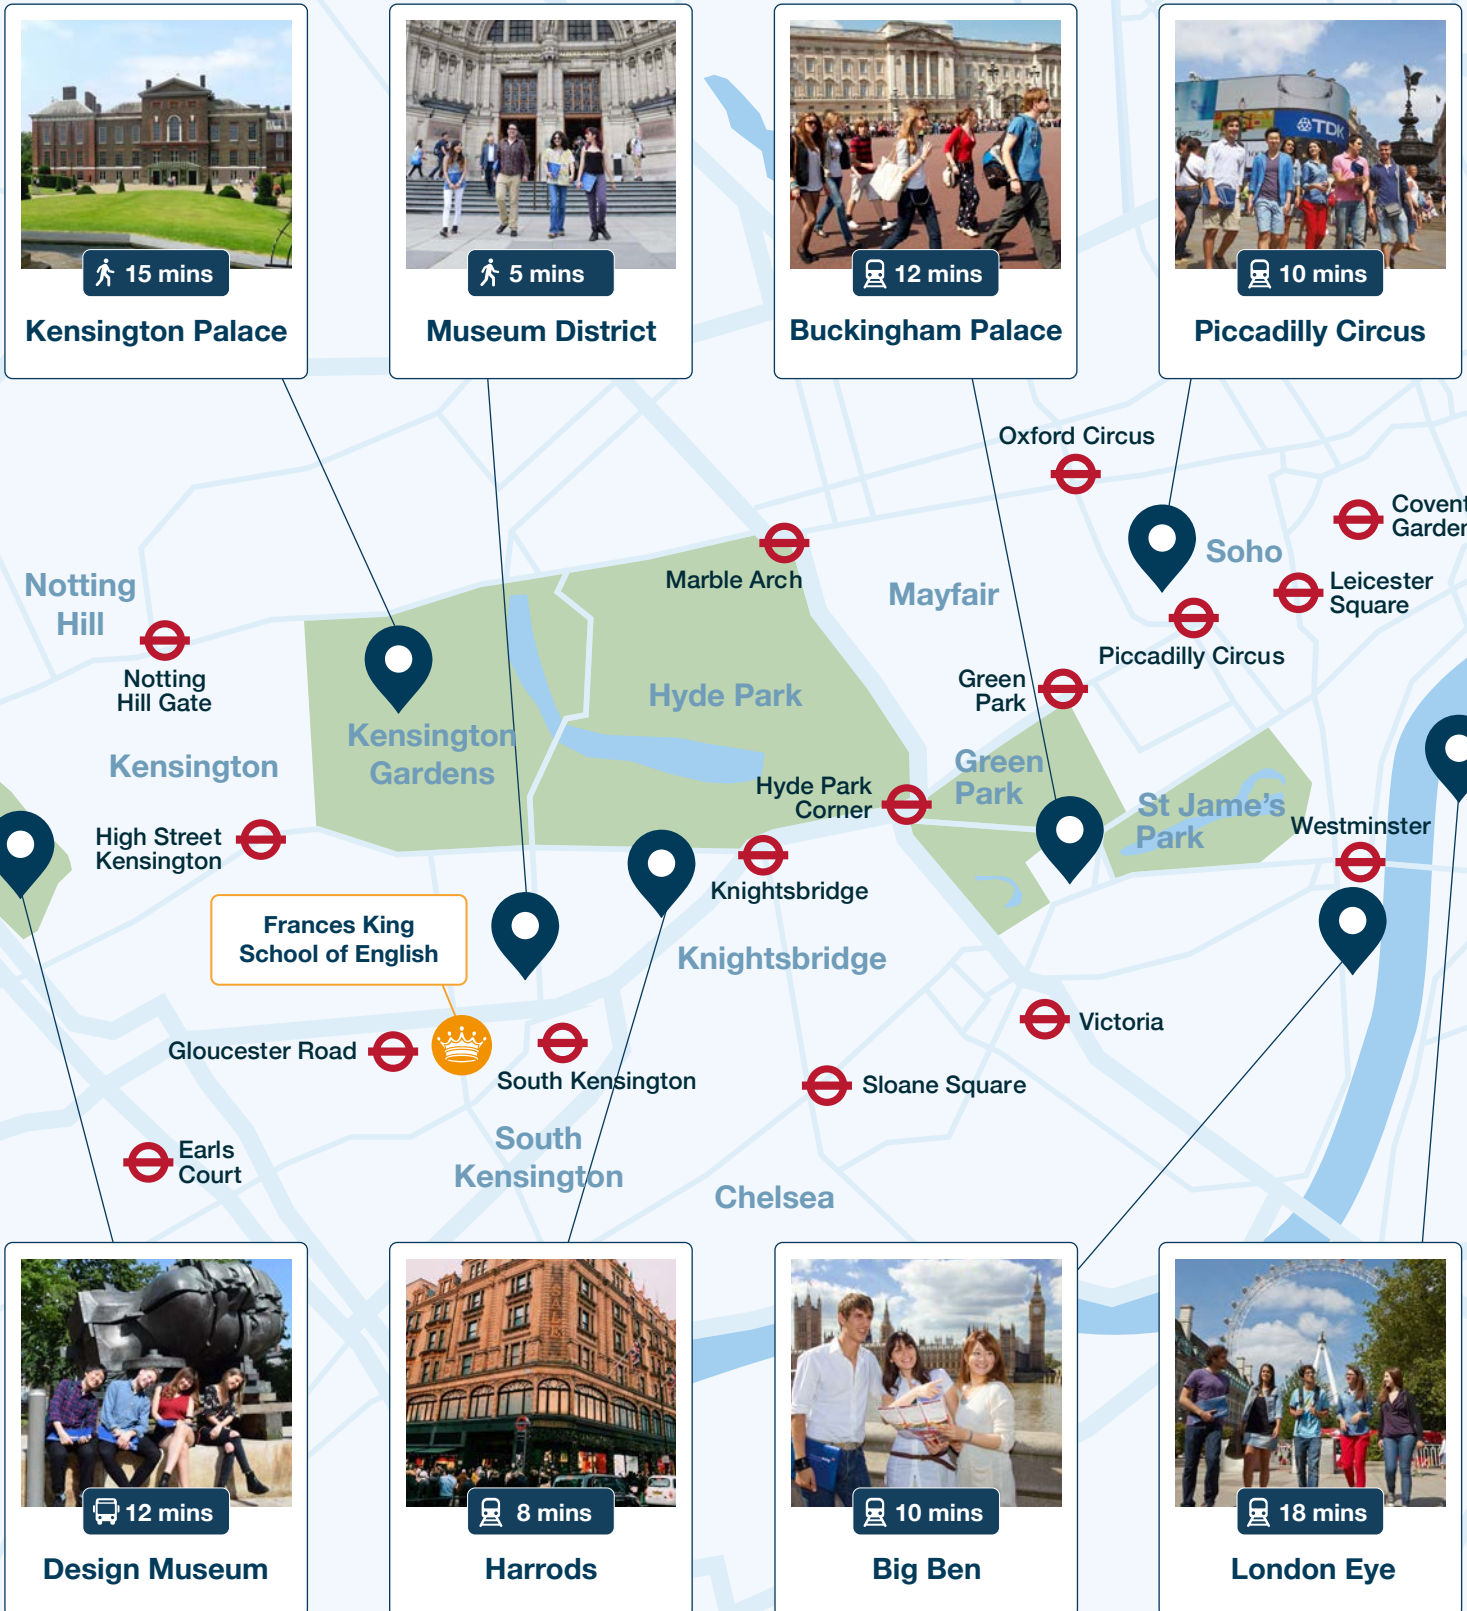 15 mins
Kensington Palace
5 mins
Museum District
12 mins
Buckingham Palace
TDK
10 mins
Piccadilly Circus
Oxford Circus
Covent
Garden
Soho
Marble Arch
Mayfair
Leicester
Square
Notting
Hill
Notting
Hill Gate
Piccadilly Circus
Green
Park
Hyde Park
Kensington
Gardens
Kensington
Green
Park
Hyde Park
Corner
St Jame's
Park
Westminster
High Street
Kensington
Knightsbridge
Frances King
School of English
Knightsbridge
Victoria
Gloucester Road
South Kensington
Sloane Square
Earls
Court
South
Kensington
Chelsea
12 mins
Design Museum
8 mins
Harrods
10 mins
Big Ben
18 mins
London Eye